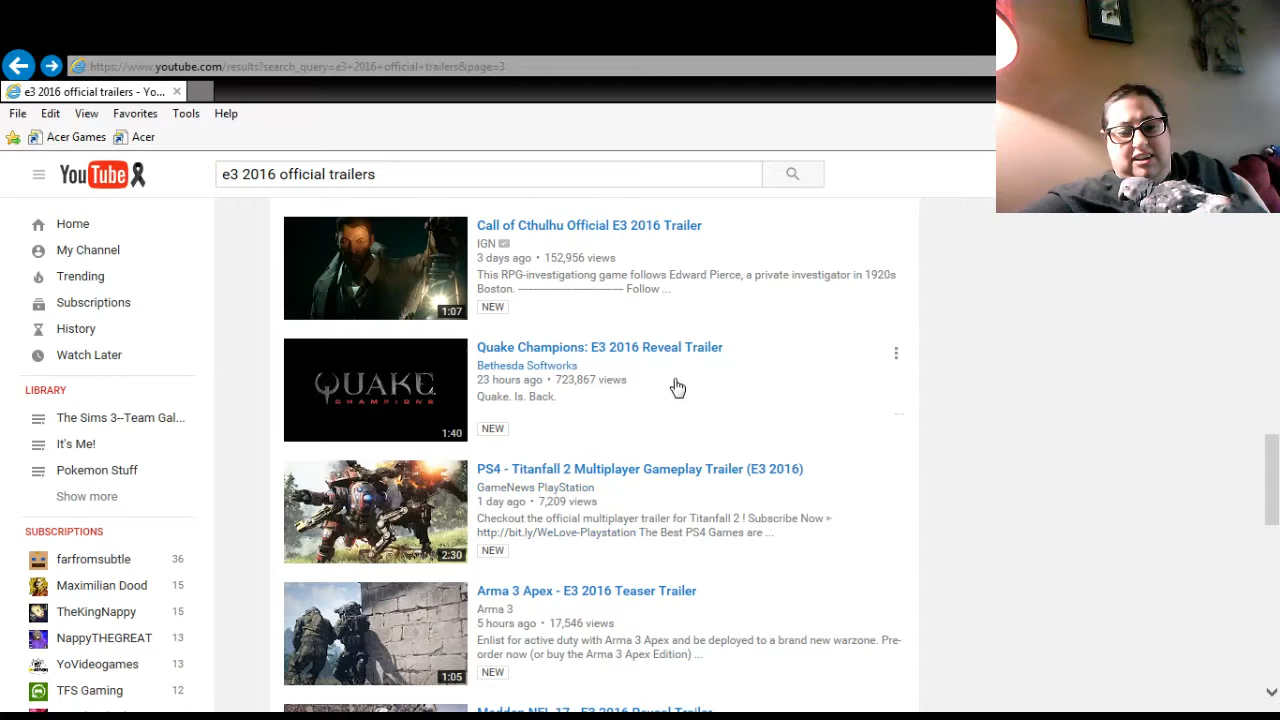 https://www.youtube.com/results?search_query=e3+2016+official+trailers&page=3
e3 2016 official trailers - Yo...
File Edit View Favorites Tools Help
Acer Games Acer
YouTube
e3 2016 official trailers
Home
My Channel
Trending
Subscriptions
History
Watch Later
LIBRARY
The Sims 3--Team Gal...
It's Me!
Pokemon Stuff
Show more
SUBSCRIPTIONS
farfromsubtle 36
Maximilian Dood 15
TheKingNappy 15
NappyTHEGREAT 13
YoVideogames 13
TFS Gaming 12
Call of Cthulhu Official E3 2016 Trailer
IGN
3 days ago • 152,956 views
This RPG-investigationg game follows Edward Pierce, a private investigator in 1920s
Boston. ---------------------------------- Follow ...
NEW
1:07
Quake Champions: E3 2016 Reveal Trailer
Bethesda Softworks
23 hours ago • 723,867 views
Quake. Is. Back.
NEW
QUAKE
CHAMPIONS
1:40
PS4 - Titanfall 2 Multiplayer Gameplay Trailer (E3 2016)
GameNews PlayStation
1 day ago • 7,209 views
Checkout the official multiplayer trailer for Titanfall 2 ! Subscribe Now ▸
http://bit.ly/WeLove-Playstation The Best PS4 Games are ...
NEW
2:30
Arma 3 Apex - E3 2016 Teaser Trailer
Arma 3
5 hours ago • 17,546 views
Enlist for active duty with Arma 3 Apex and be deployed to a brand new warzone. Pre-
order now (or buy the Arma 3 Apex Edition) ...
NEW
1:05
Madden NFL 17 - E3 2016 Reveal Trailer